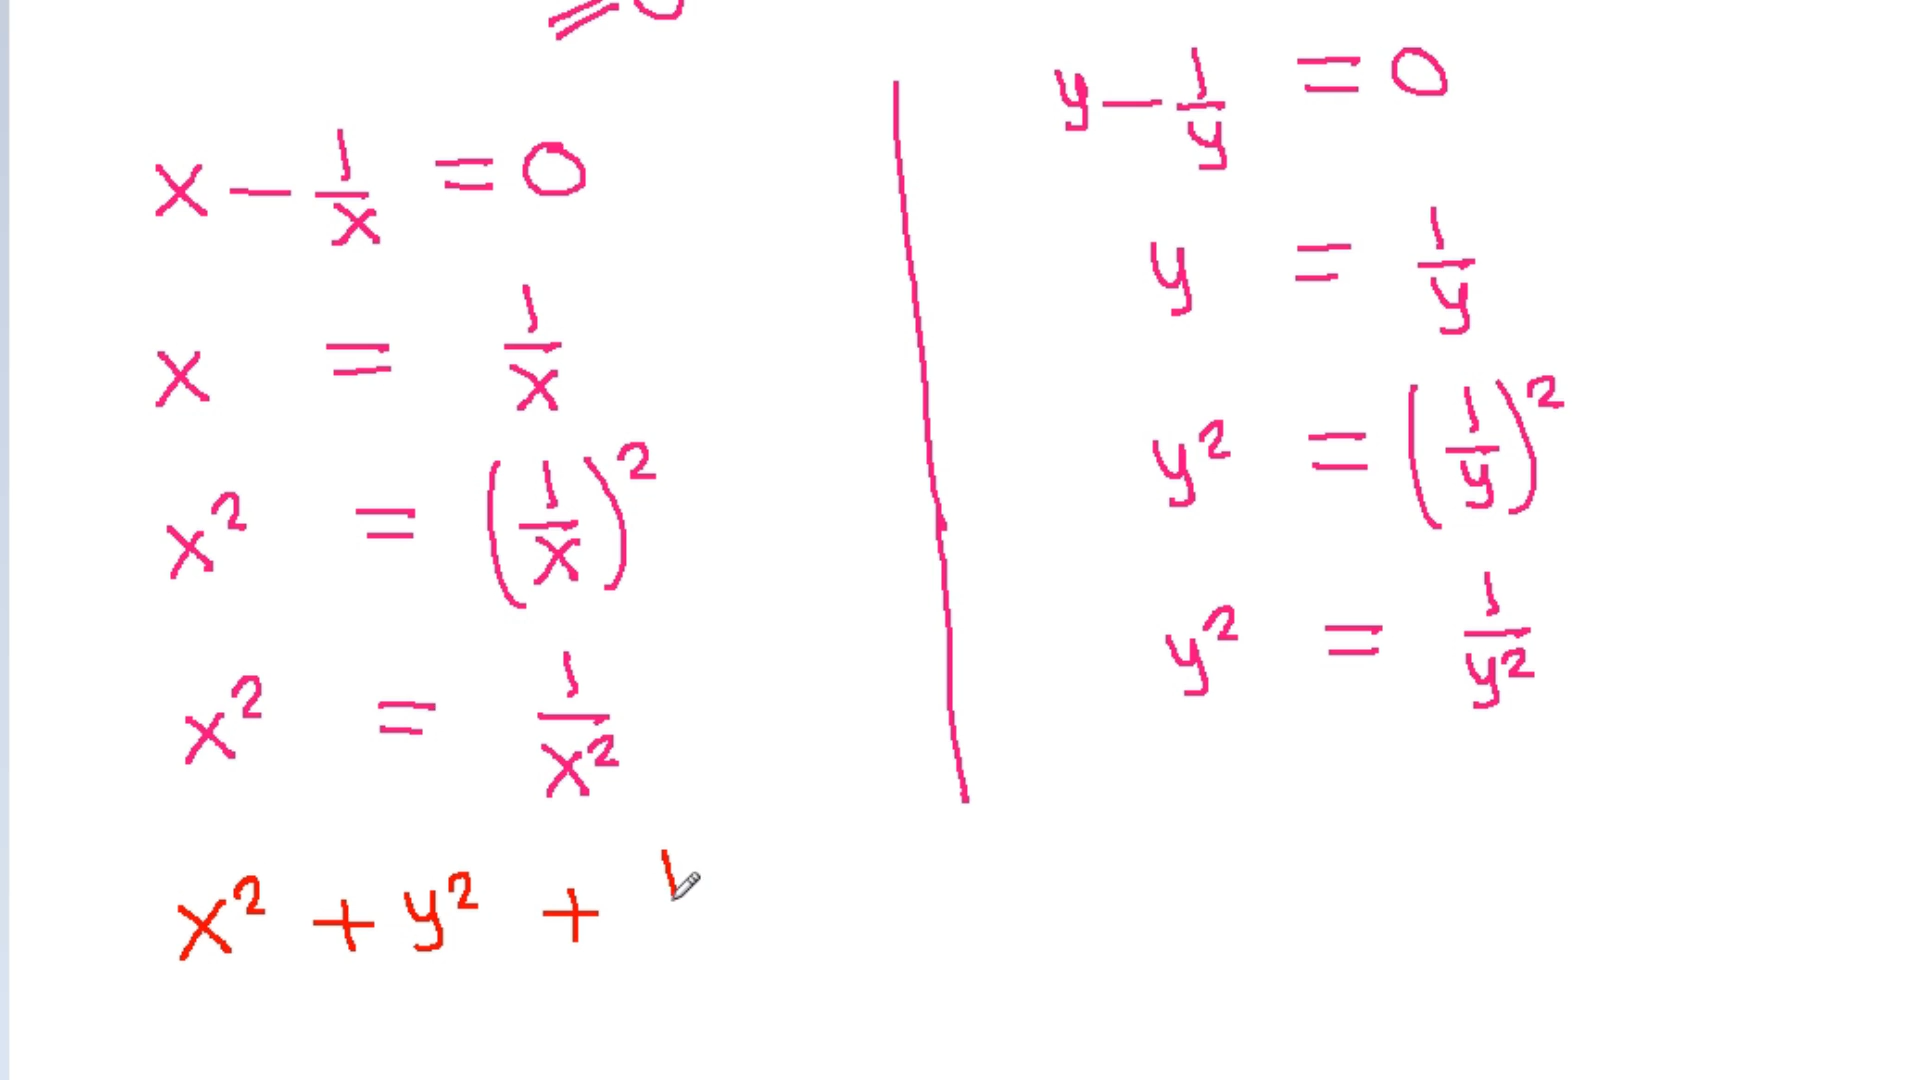 x - 1/x = 0
x = 1/x
x² = (1/x)²
x² = 1/x²
y - 1/y = 0
y = 1/y
y² = (1/y)²
y² = 1/y²
x² + y² +